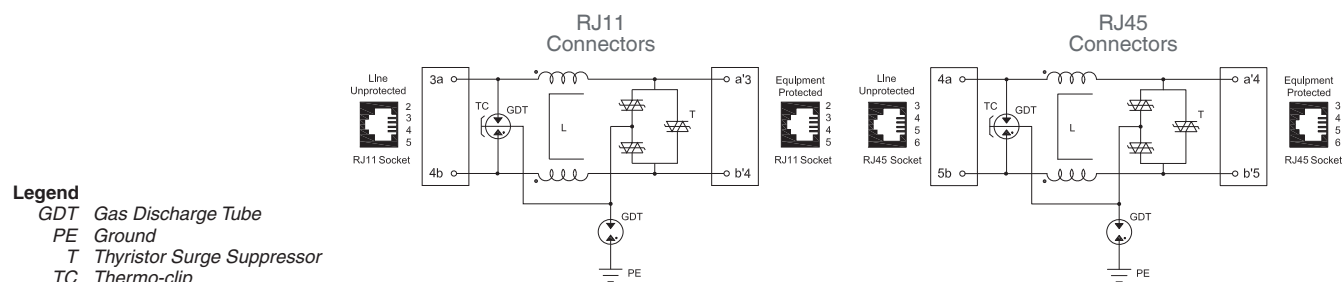 RJ11
Connectors
LIne
Unprotected
2
3
4
5
RJ11 Socket
3a
4b
TC
GDT
L
T
a'3
b'4
GDT
PE
Equipment
Protected
2
3
4
5
RJ11 Socket
RJ45
Connectors
LIne
Unprotected
3
4
5
6
RJ45 Socket
4a
5b
TC
GDT
L
T
a'4
b'5
GDT
PE
Equipment
Protected
3
4
5
6
RJ45 Socket
Legend
GDT Gas Discharge Tube
PE Ground
T Thyristor Surge Suppressor
TC Thermo-clip